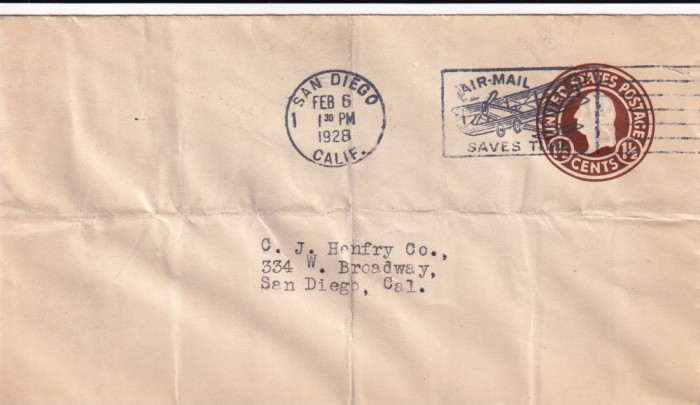 SAN DIEGO
FEB 6
1 30 PM
1928
1
CALIF.
AIR-MAIL
SAVES TIME
UNITED STATES POSTAGE
1½ 1½
CENTS
C. J. Henfry Co.,
334 W. Broadway,
San Diego, Cal.